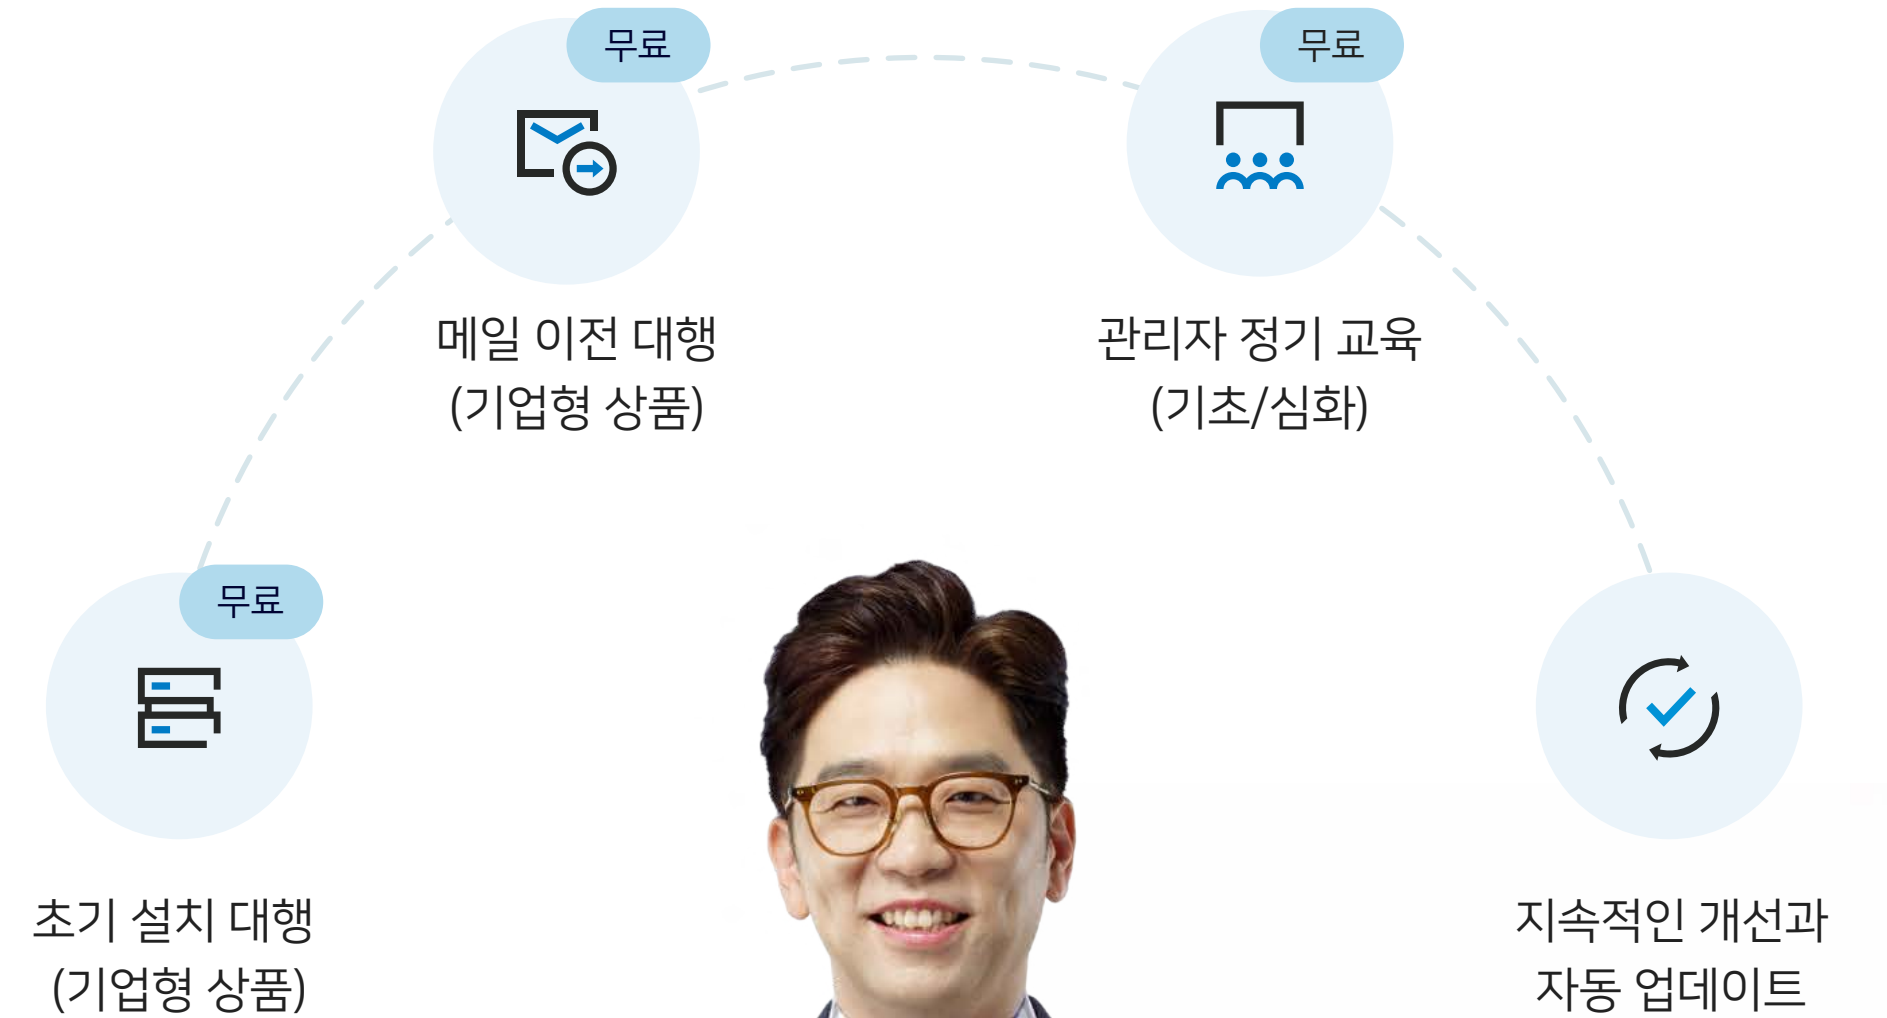 무료
메일 이전 대행
(기업형 상품)
무료
관리자 정기 교육
(기초/심화)
무료
초기 설치 대행
(기업형 상품)
지속적인 개선과
자동 업데이트